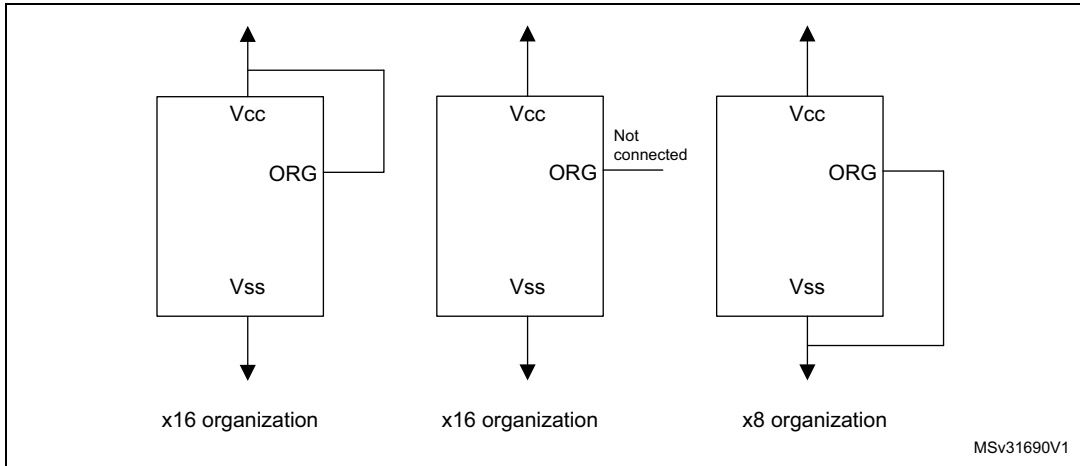 Vcc
ORG
Vss
x16 organization
Vcc
Not
connected
ORG
Vss
x16 organization
Vcc
ORG
Vss
x8 organization
MSv31690V1